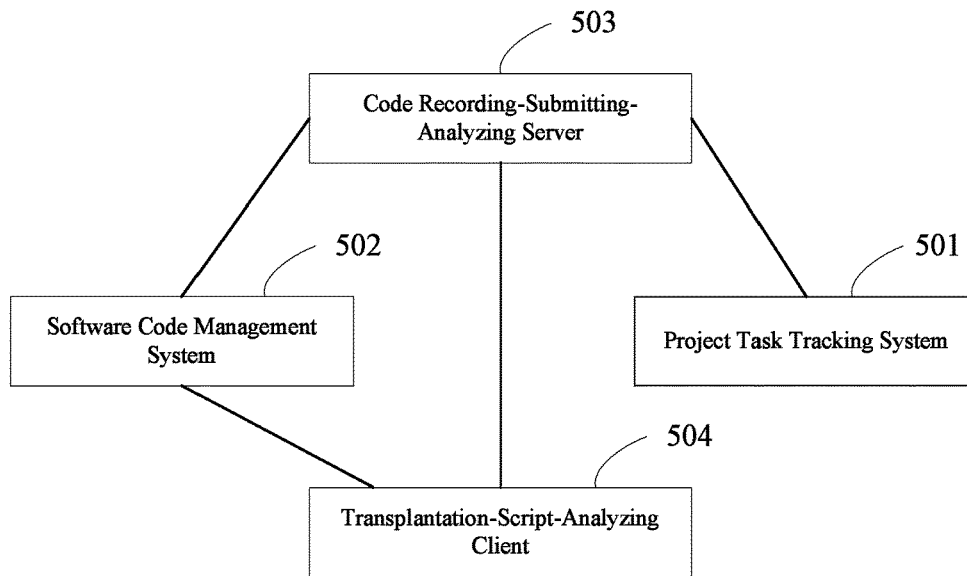 503
Code Recording-Submitting-
Analyzing Server
502
501
Software Code Management
System
Project Task Tracking System
504
Transplantation-Script-Analyzing
Client